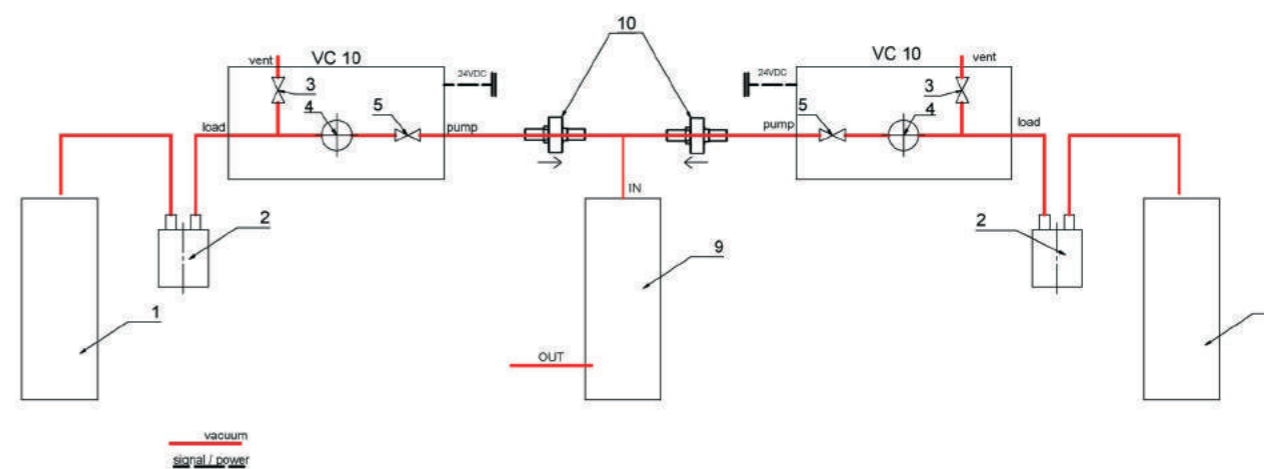 10
vent
VC 10
24VDC
3
4
5
load
pump
24VDC
VC 10
vent
3
5
4
pump
load
IN
2
9
2
1
OUT
vacuum
signal / power